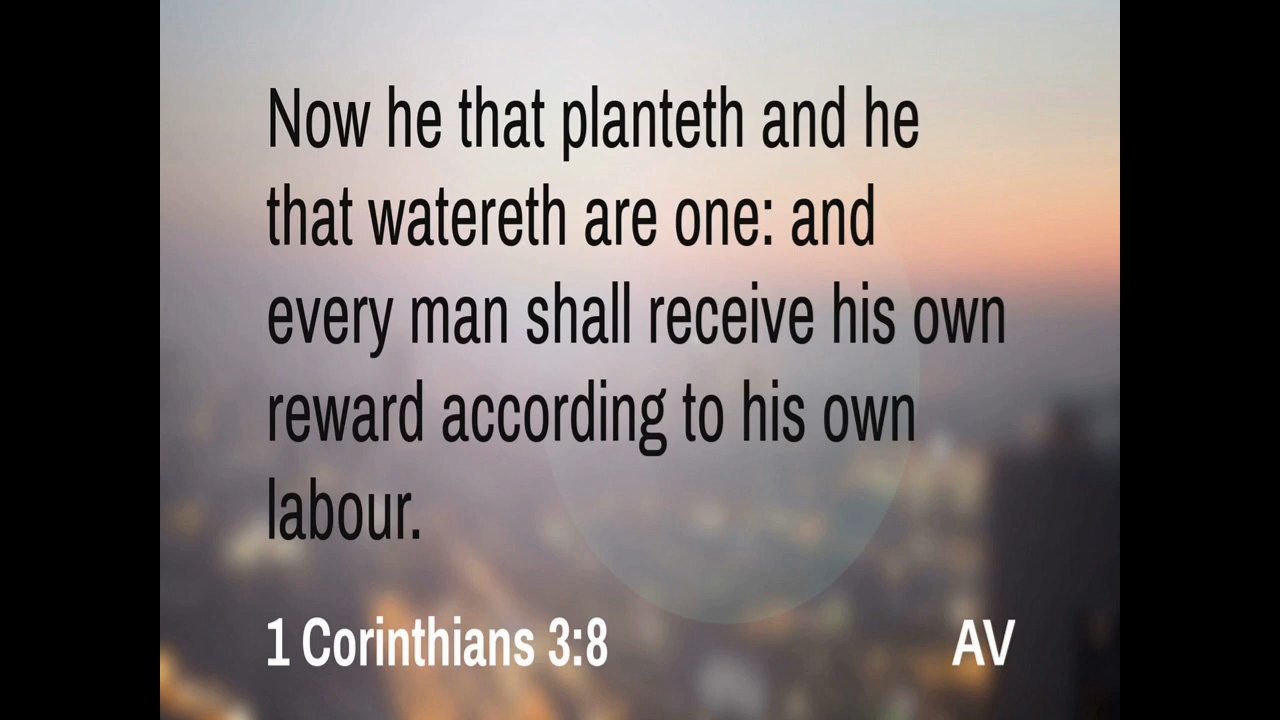 Now he that planteth and he
that watereth are one: and
every man shall receive his own
reward according to his own
labour.
1 Corinthians 3:8 AV